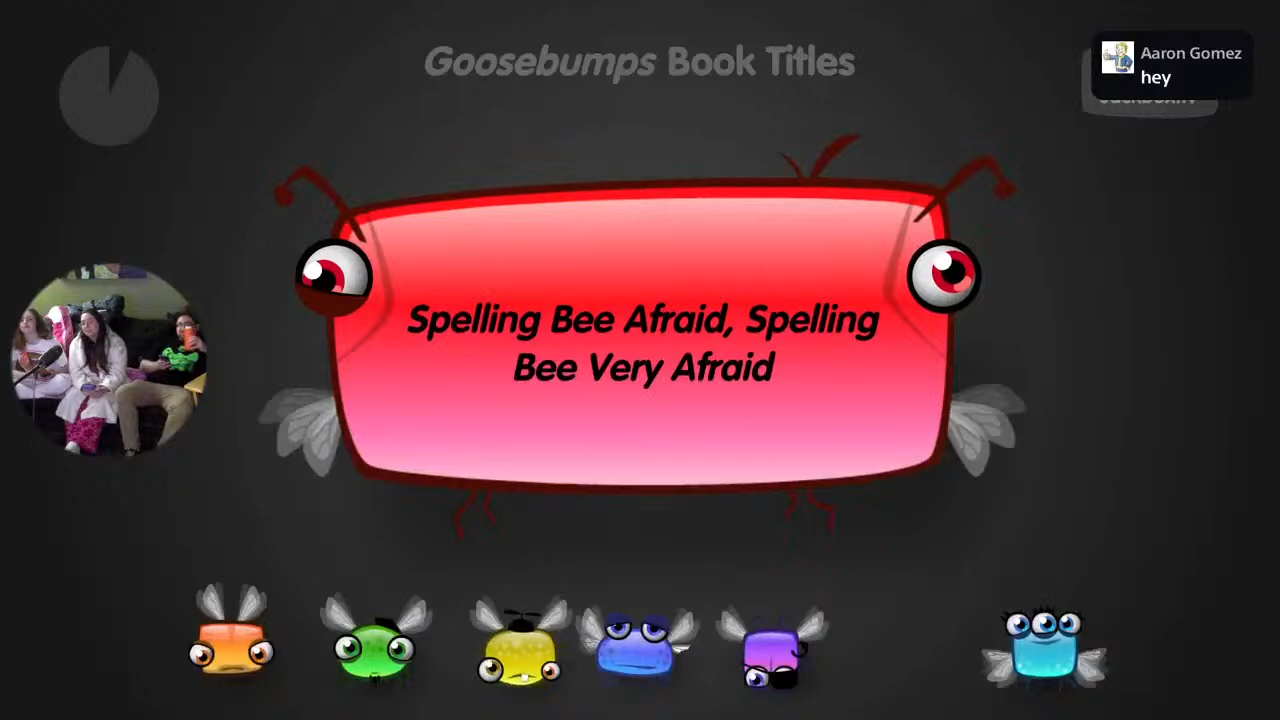 Goosebumps Book Titles
Aaron Gomez
hey
Spelling Bee Afraid, Spelling
Bee Very Afraid